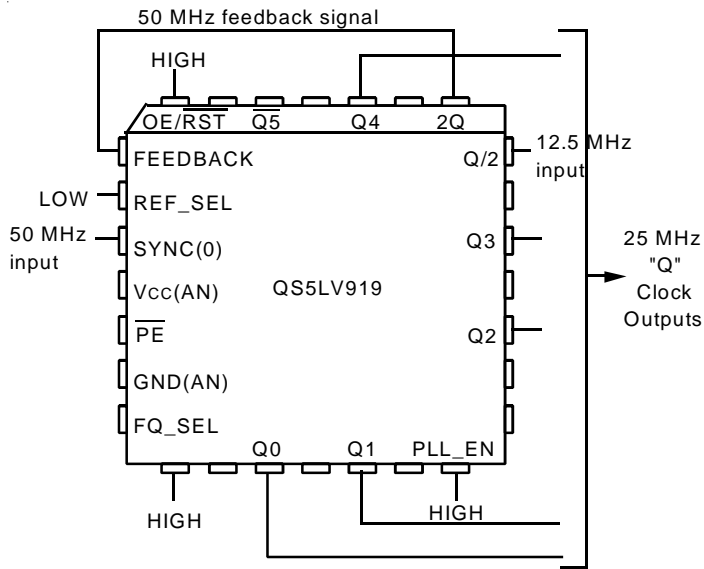 50 MHz feedback signal
HIGH
OE/RST Q5 Q4 2Q
FEEDBACK
Q/2
12.5 MHz
input
LOW
REF_SEL
50 MHz
input
SYNC(0)
Q3
25 MHz
"Q"
Clock
Outputs
VCC(AN)
QS5LV919
PE
Q2
GND(AN)
FQ_SEL
Q0 Q1 PLL_EN
HIGH
HIGH